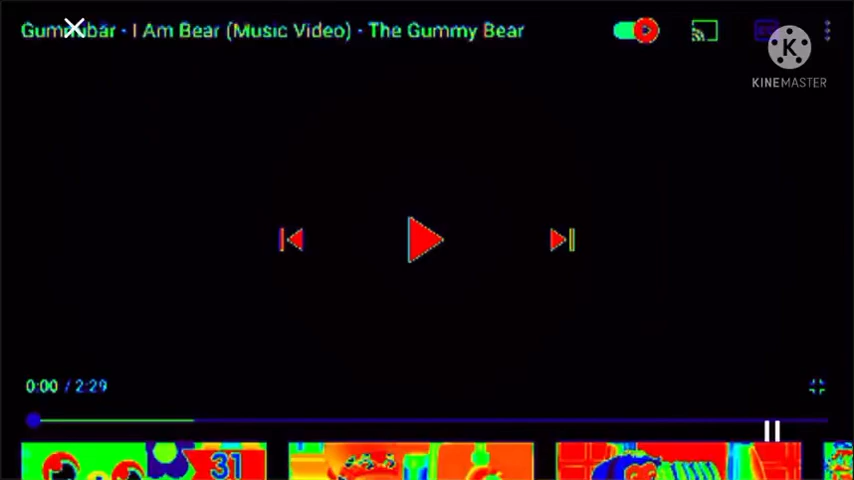 Gummibär - I Am Bear (Music Video) - The Gummy Bear
K
KINEMASTER
0:00 / 2:29
31